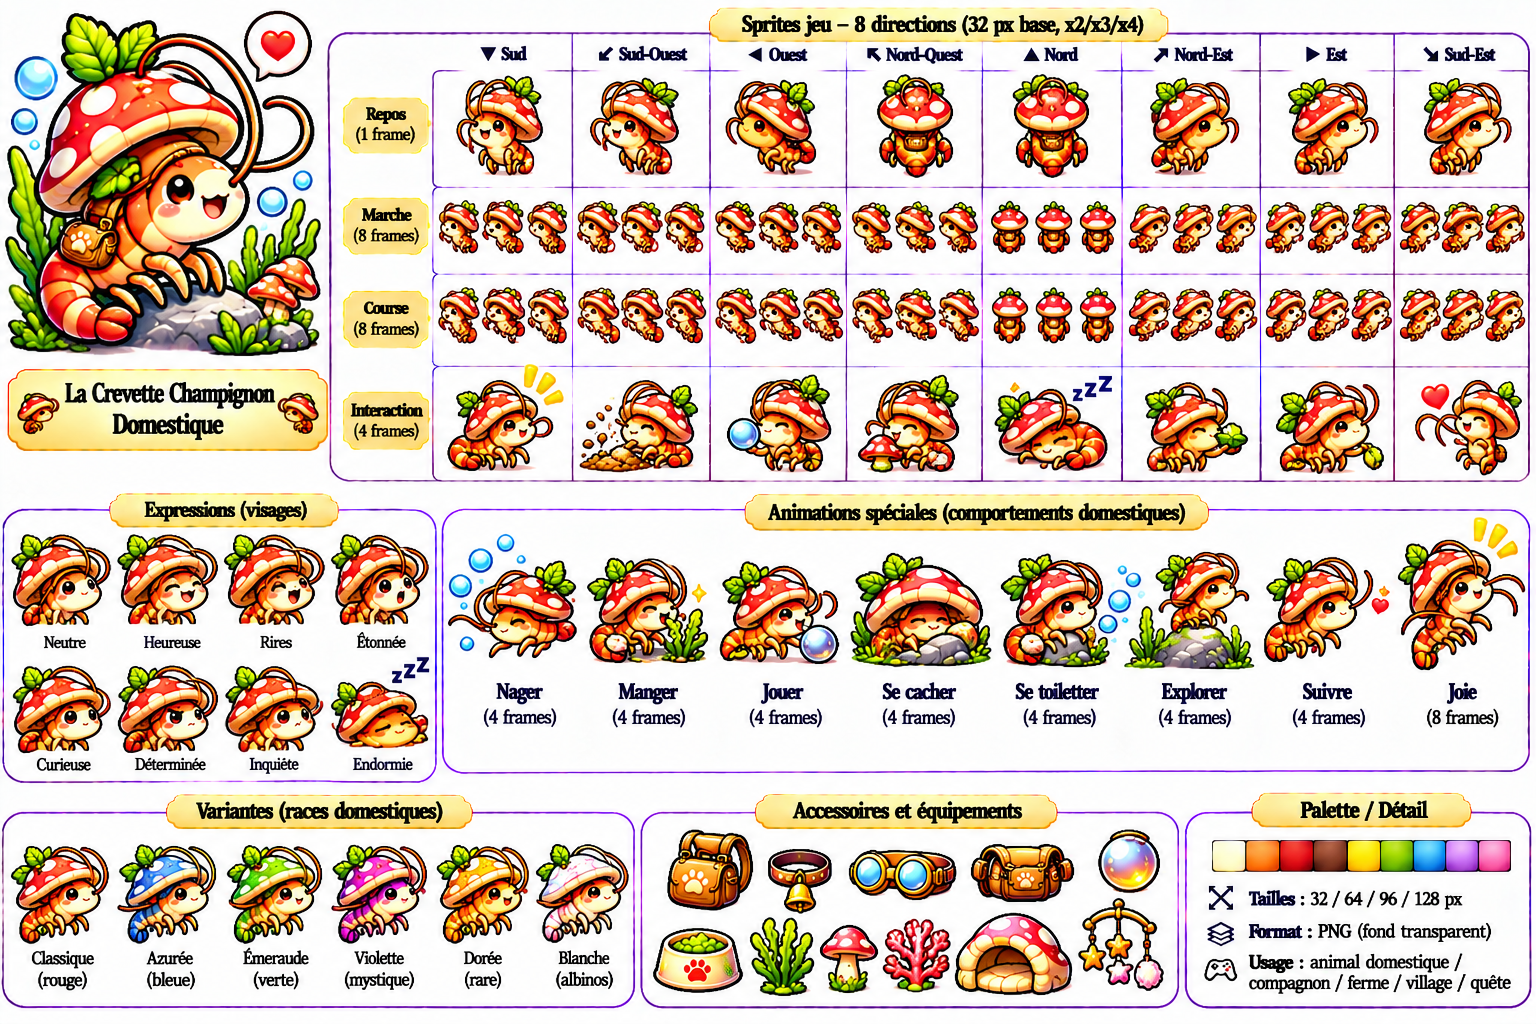 Sprites jeu – 8 directions (32 px base, x2/x3/x4)
▼ Sud
↙ Sud-Ouest
◀ Ouest
↖ Nord-Quest
▲ Nord
↗ Nord-Est
▶ Est
↘ Sud-Est
Repos
(1 frame)
Marche
(8 frames)
Course
(8 frames)
Interaction
(4 frames)
zzZ
La Crevette Champignon
Domestique
Expressions (visages)
Neutre
Heureuse
Rires
Étonnée
Curieuse
Déterminée
Inquiète
zzZ
Endormie
Animations spéciales (comportements domestiques)
Nager
(4 frames)
Manger
(4 frames)
Jouer
(4 frames)
Se cacher
(4 frames)
Se toiletter
(4 frames)
Explorer
(4 frames)
Suivre
(4 frames)
Joie
(8 frames)
Variantes (races domestiques)
Classique
(rouge)
Azurée
(bleue)
Émeraude
(verte)
Violette
(mystique)
Dorée
(rare)
Blanche
(albinos)
Accessoires et équipements
Palette / Détail
Tailles : 32 / 64 / 96 / 128 px
Format : PNG (fond transparent)
Usage : animal domestique /
compagnon / ferme / village / quête